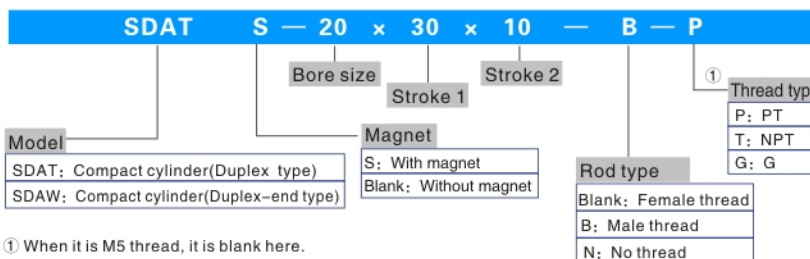 SDAT S — 20 × 30 × 10 — B — P
Bore size
Stroke 1
Stroke 2
①
Thread typ
P: PT
T: NPT
G: G
Model
SDAT: Compact cylinder(Duplex type)
SDAW: Compact cylinder(Duplex-end type)
Magnet
S: With magnet
Blank: Without magnet
Rod type
Blank: Female thread
B: Male thread
N: No thread
① When it is M5 thread, it is blank here.